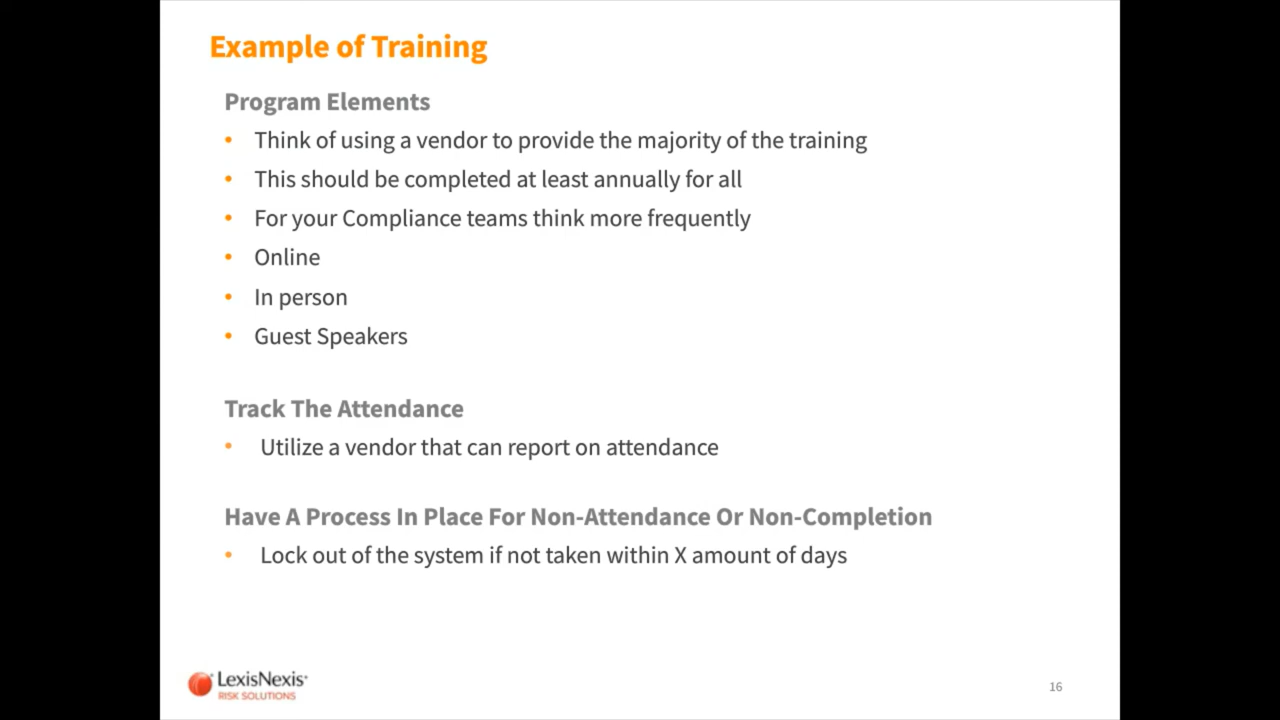 Example of Training
Program Elements
• Think of using a vendor to provide the majority of the training
• This should be completed at least annually for all
• For your Compliance teams think more frequently
• Online
• In person
• Guest Speakers
Track The Attendance
• Utilize a vendor that can report on attendance
Have A Process In Place For Non-Attendance Or Non-Completion
• Lock out of the system if not taken within X amount of days
LexisNexis
RISK SOLUTIONS
16